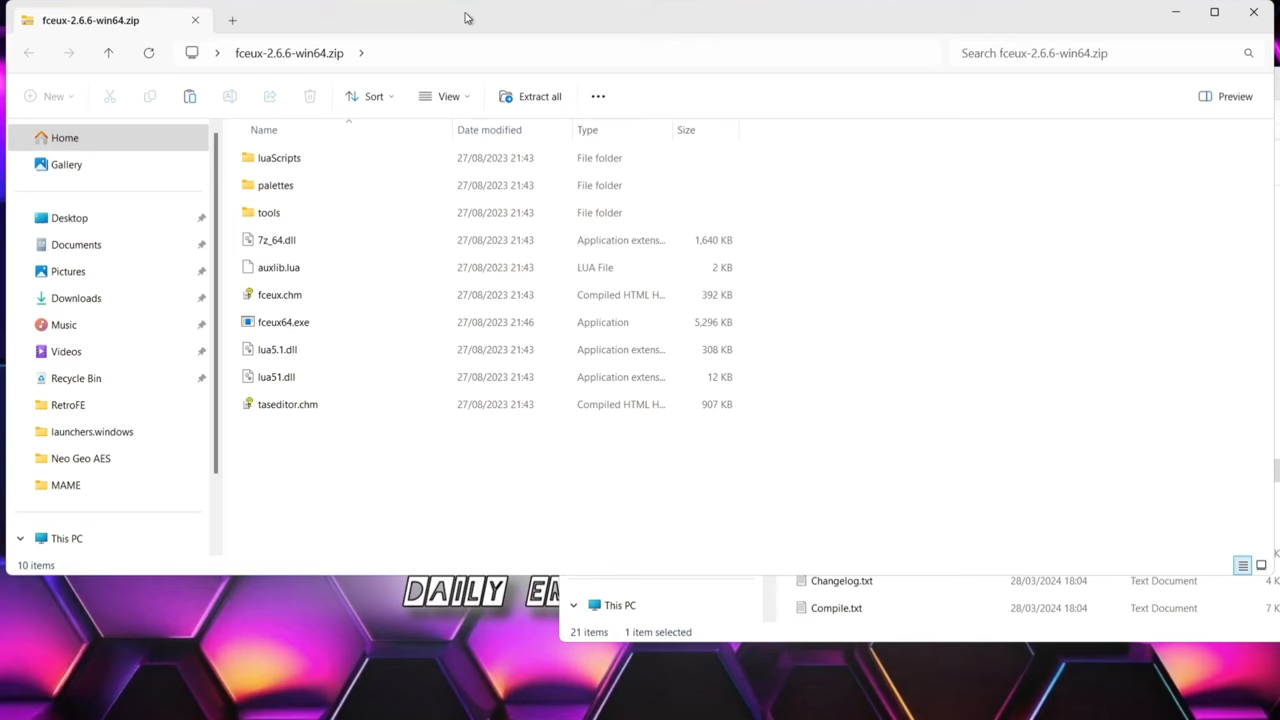 fceux-2.6.6-win64.zip
fceux-2.6.6-win64.zip
Search fceux-2.6.6-win64.zip
New
Sort
View
Extract all
Preview
Home
Gallery
Desktop
Documents
Pictures
Downloads
Music
Videos
Recycle Bin
RetroFE
launchers.windows
Neo Geo AES
MAME
This PC
10 items
Name Date modified Type Size
luaScripts 27/08/2023 21:43 File folder
palettes 27/08/2023 21:43 File folder
tools 27/08/2023 21:43 File folder
7z_64.dll 27/08/2023 21:43 Application extens... 1,640 KB
auxlib.lua 27/08/2023 21:43 LUA File 2 KB
fceux.chm 27/08/2023 21:43 Compiled HTML H... 392 KB
fceux64.exe 27/08/2023 21:46 Application 5,296 KB
lua5.1.dll 27/08/2023 21:43 Application extens... 308 KB
lua51.dll 27/08/2023 21:43 Application extens... 12 KB
taseditor.chm 27/08/2023 21:43 Compiled HTML H... 907 KB
DAILY
Changelog.txt 28/03/2024 18:04 Text Document 4 K
Compile.txt 28/03/2024 18:04 Text Document 7 K
This PC
21 items 1 item selected